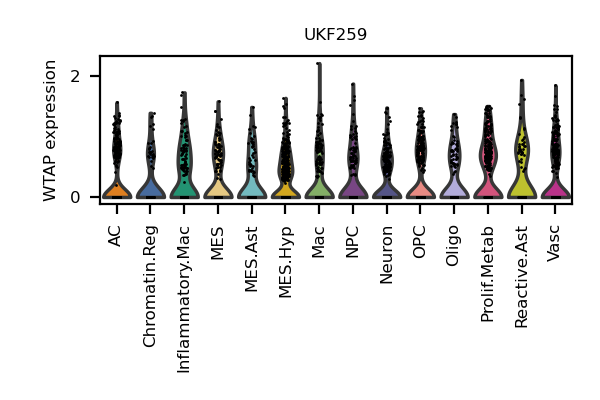 UKF259
WTAP expression
2
0
AC
Chromatin.Reg
Inflammatory.Mac
MES
MES.Ast
MES.Hyp
Mac
NPC
Neuron
OPC
Oligo
Prolif.Metab
Reactive.Ast
Vasc